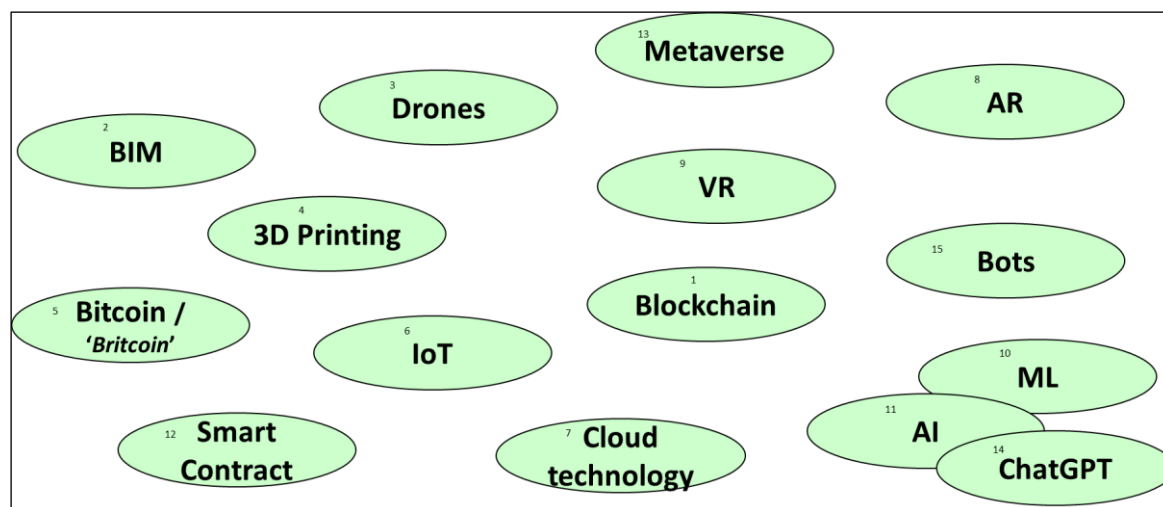 13
Metaverse
8
AR
3
Drones
2
BIM
9
VR
4
3D Printing
15
Bots
1
Blockchain
5
Bitcoin /
‘Britcoin’
6
IoT
10
ML
11
AI
12
Smart
Contract
7
Cloud
technology
14
ChatGPT